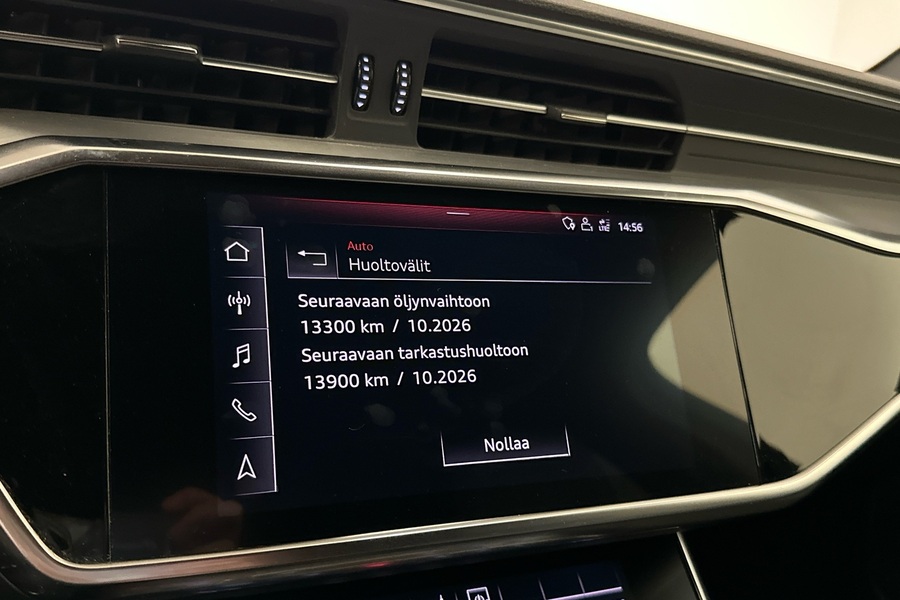 14:56
Auto
Huoltovälit
Seuraavaan öljynvaihtoon
13300 km / 10.2026
Seuraavaan tarkastushuoltoon
13900 km / 10.2026
Nollaa